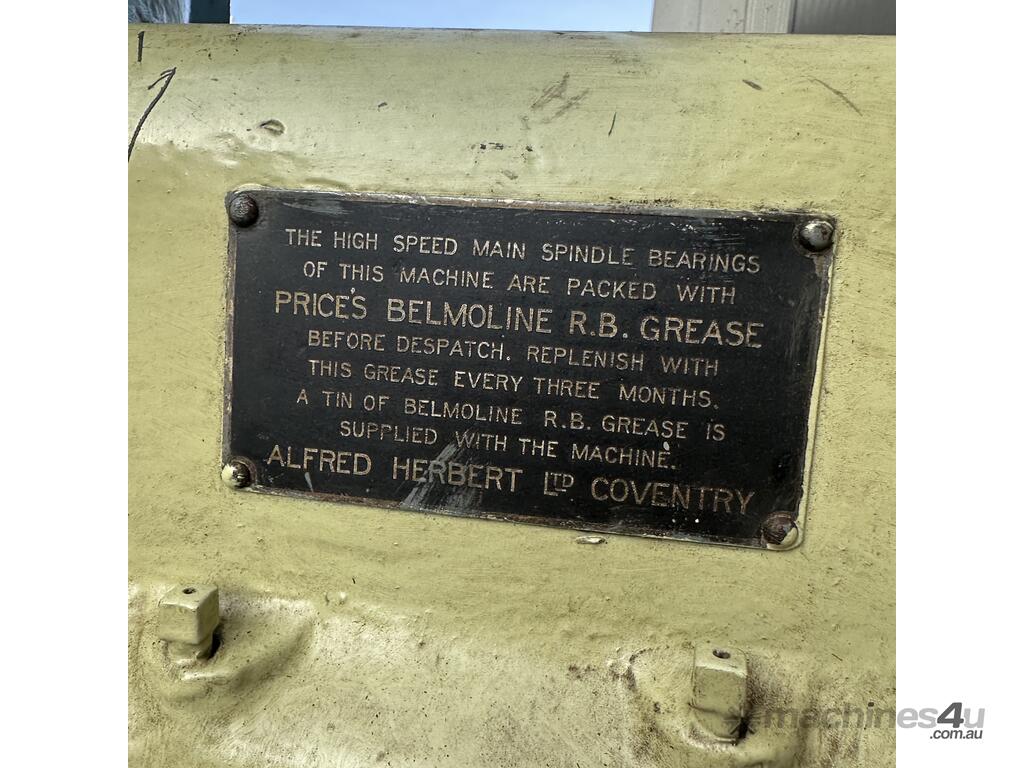 THE HIGH SPEED MAIN SPINDLE BEARINGS
OF THIS MACHINE ARE PACKED WITH
PRICE'S BELMOLINE R.B. GREASE
BEFORE DESPATCH. REPLENISH WITH
THIS GREASE EVERY THREE MONTHS.
A TIN OF BELMOLINE R.B. GREASE IS
SUPPLIED WITH THE MACHINE.
ALFRED HERBERT LTD COVENTRY
machines4u
.com.au